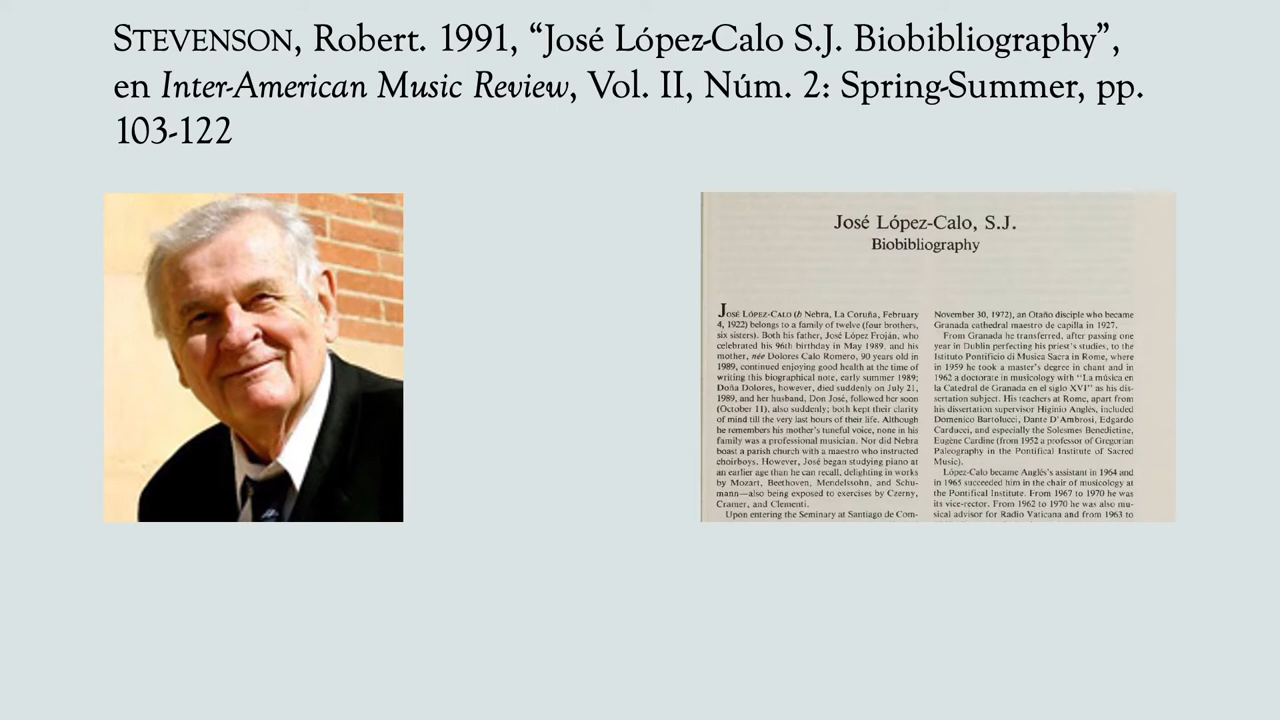 STEVENSON, Robert. 1991, “José López-Calo S.J. Biobibliography”,
en Inter-American Music Review, Vol. II, Núm. 2: Spring-Summer, pp.
103-122
José López-Calo, S.J.
Biobibliography
JOSÉ LÓPEZ-CALO (b Nebra, La Coruña, February
4, 1922) belongs to a family of twelve (four brothers,
six sisters). Both his father, José López Froján, who
celebrated his 96th birthday in May 1989, and his
mother, née Dolores Calo Romero, 90 years old in
1989, continued enjoying good health at the time of
writing this biographical note, early summer 1989;
Doña Dolores, however, died suddenly on July 21,
1989, and her husband, Don José, followed her soon
(October 11), also suddenly; both kept their clarity
of mind till the very last hours of their life. Although
he remembers his mother's tuneful voice, none in his
family was a professional musician. Nor did Nebra
boast a parish church with a maestro who instructed
choirboys. However, José began studying piano at
an earlier age than he can recall, delighting in works
by Mozart, Beethoven, Mendelssohn, and Schu-
mann—also being exposed to exercises by Czerny,
Cramer, and Clementi.
Upon entering the Seminary at Santiago de Com-
November 30, 1972), an Otaño disciple who became
Granada cathedral maestro de capilla in 1927.
From Granada he transferred, after passing one
year in Dublin perfecting his priest's studies, to the
Istituto Pontificio di Musica Sacra in Rome, where
in 1959 he took a master's degree in chant and in
1962 a doctorate in musicology with “La música en
la Catedral de Granada en el siglo XVI” as his dis-
sertation subject. His teachers at Rome, apart from
his dissertation supervisor Higinio Anglés, included
Domenico Bartolucci, Dante D'Ambrosi, Edgardo
Carducci, and especially the Solesmes Benedictine,
Eugène Cardine (from 1952 a professor of Gregorian
Paleography in the Pontifical Institute of Sacred
Music).
López-Calo became Anglés's assistant in 1964 and
in 1965 succeeded him in the chair of musicology at
the Pontifical Institute. From 1967 to 1970 he was
its vice-rector. From 1962 to 1970 he was also mu-
sical advisor for Radio Vaticana and from 1963 to